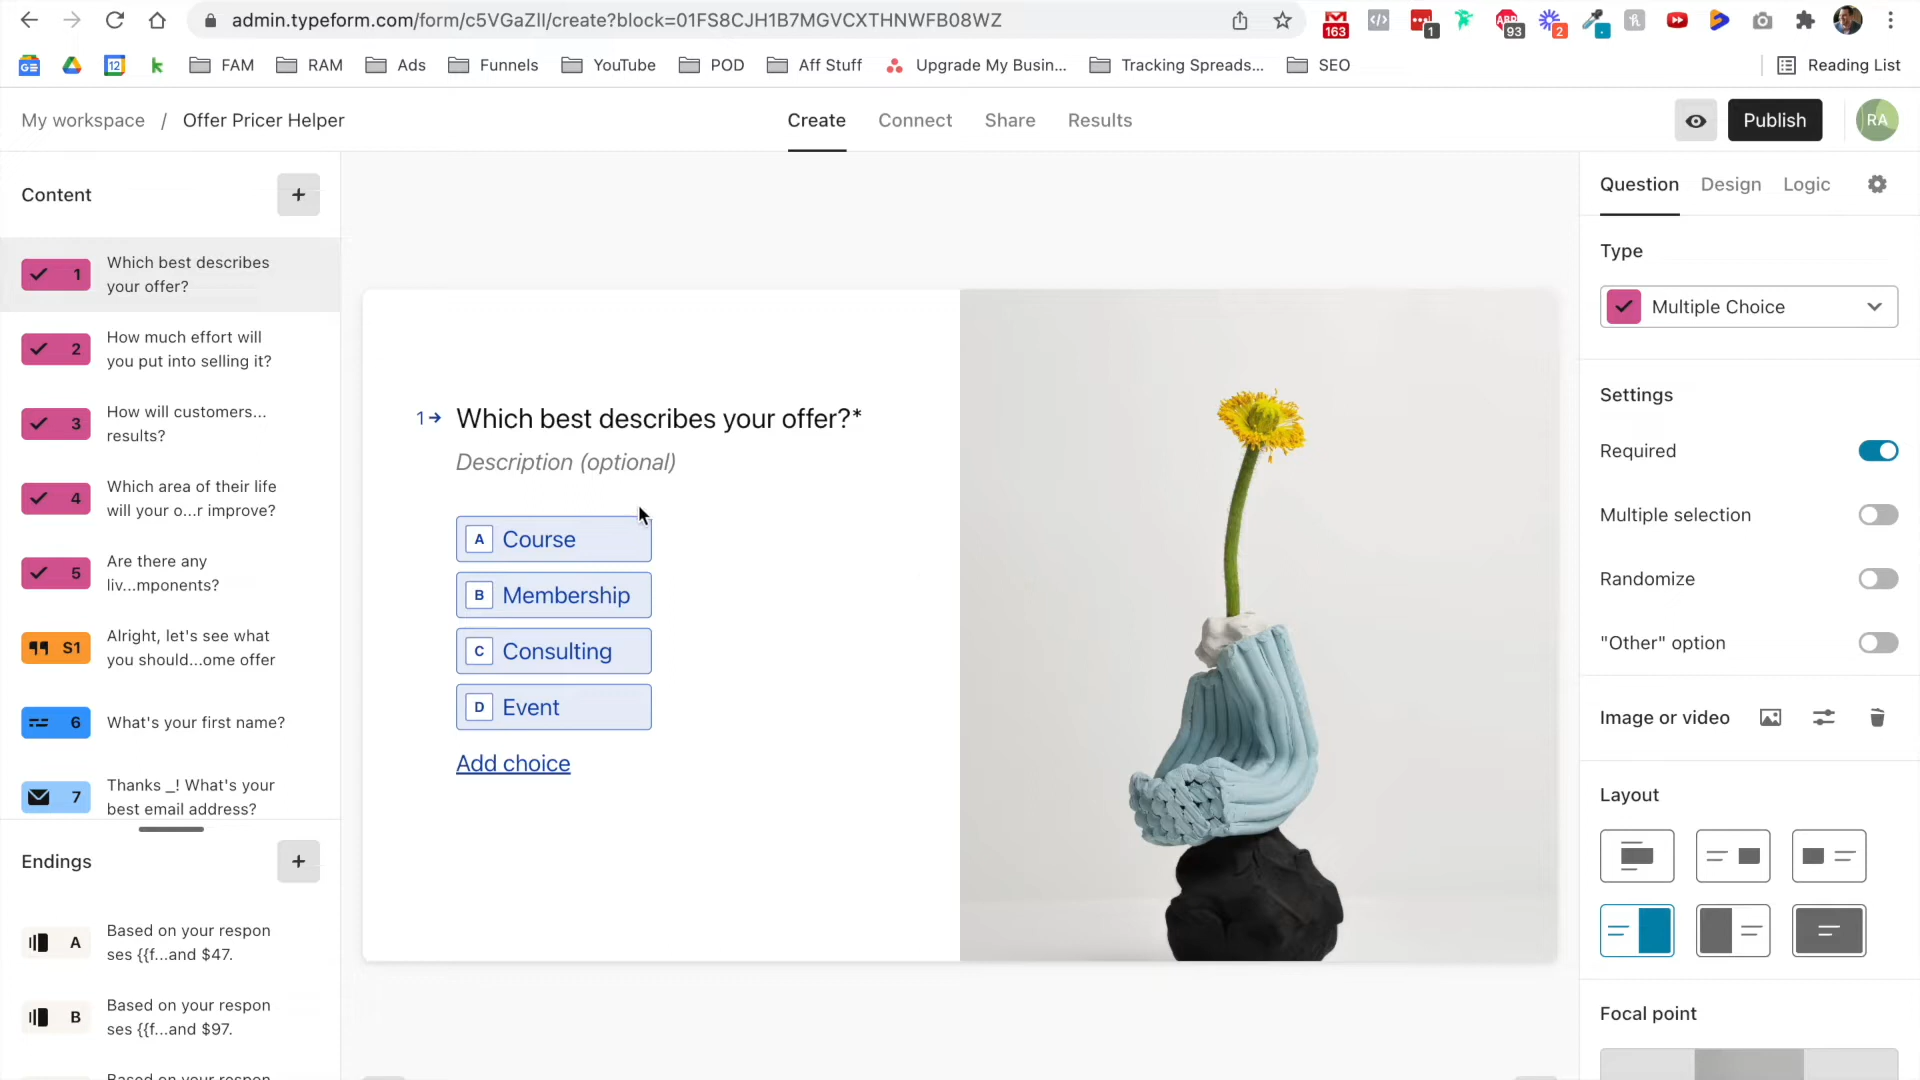 admin.typeform.com/form/c5VGaZIl/create?block=01FS8CJH1B7MGVCXTHNWFB08WZ
163
1
ABP
93
2
12
FAM
RAM
Ads
Funnels
YouTube
POD
Aff Stuff
Upgrade My Busin...
Tracking Spreads...
SEO
Reading List
My workspace / Offer Pricer Helper
Create
Connect
Share
Results
Publish
RA
Content
+
1
Which best describes
your offer?
2
How much effort will
you put into selling it?
3
How will customers...
results?
4
Which area of their life
will your o...r improve?
5
Are there any
liv...mponents?
S1
Alright, let's see what
you should...ome offer
6
What's your first name?
7
Thanks _! What's your
best email address?
Endings
+
A
Based on your respon
ses {{f...and $47.
B
Based on your respon
ses {{f...and $97.
Based on your respon
1
Which best describes your offer?*
Description (optional)
A Course
B Membership
C Consulting
D Event
Add choice
Question
Design
Logic
Type
Multiple Choice
Settings
Required
Multiple selection
Randomize
"Other" option
Image or video
Layout
Focal point